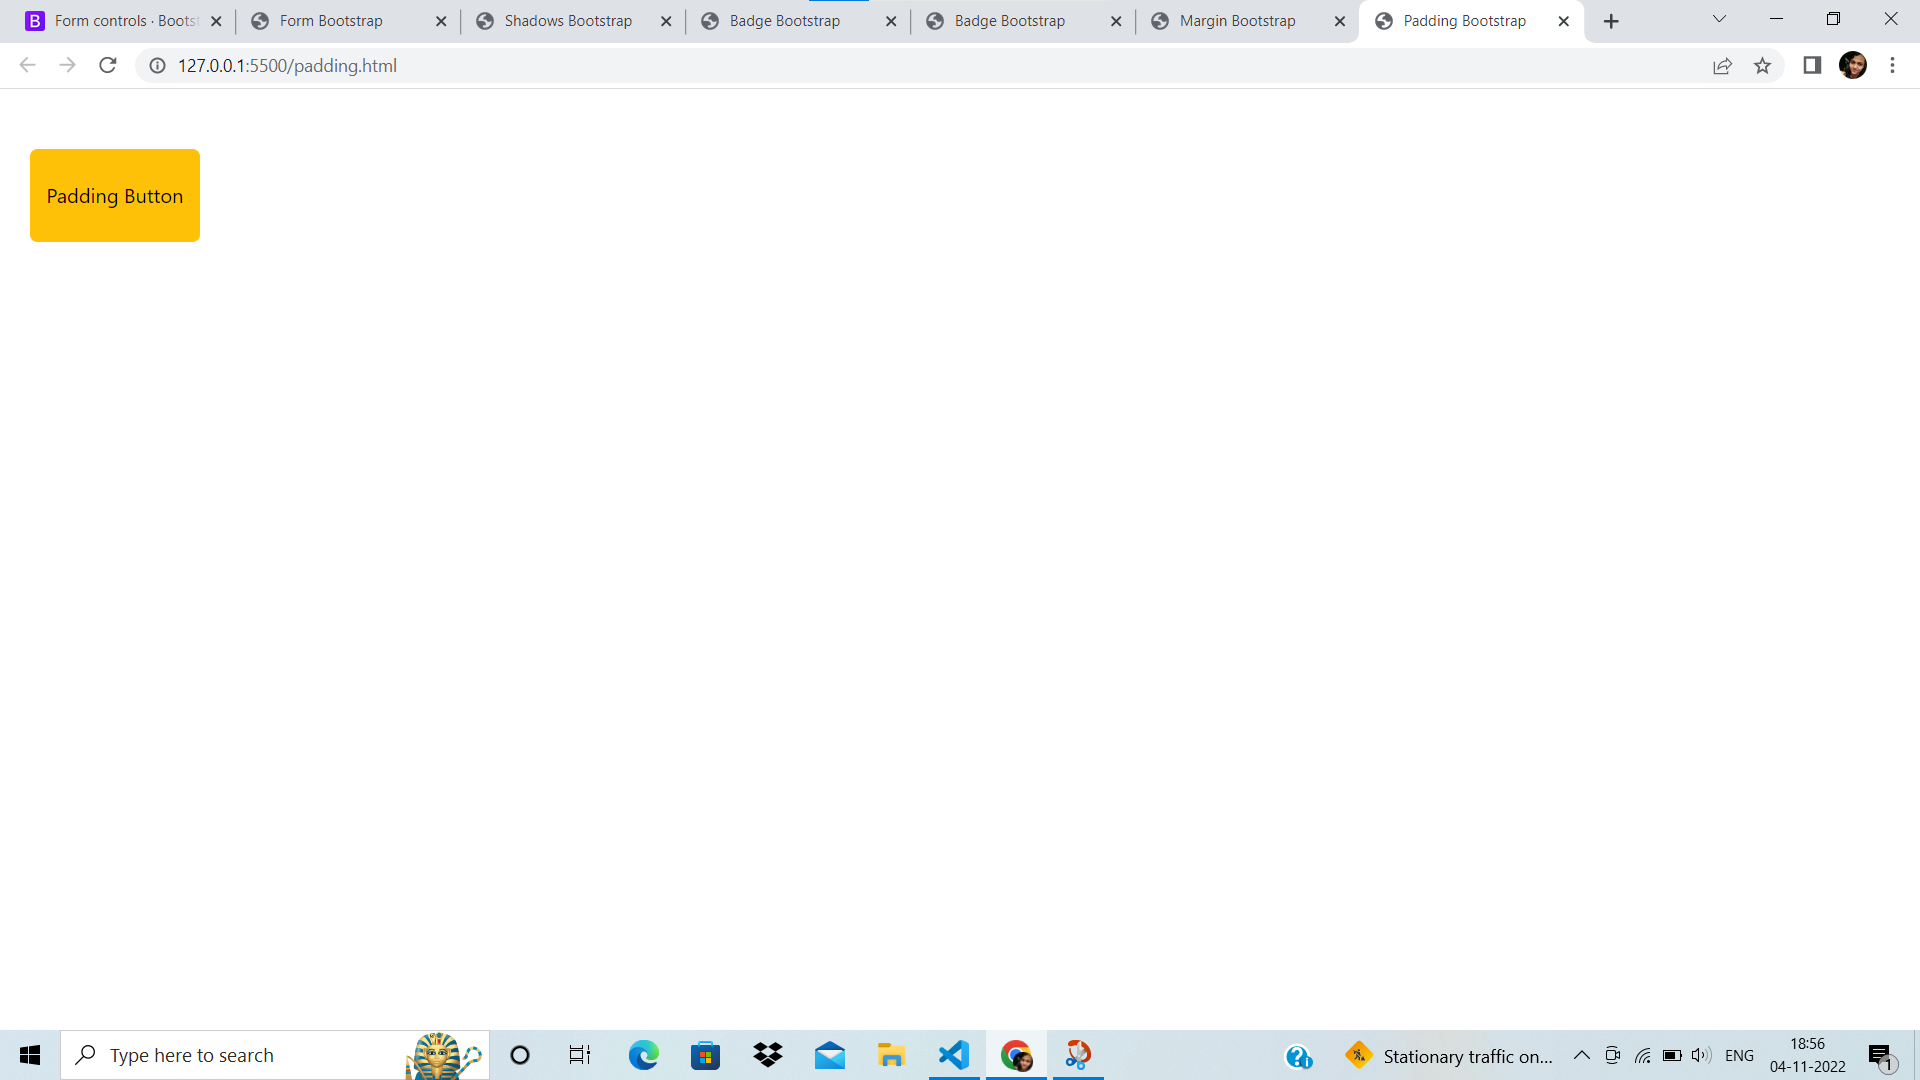 B Form controls · Boots
Form Bootstrap
Shadows Bootstrap
Badge Bootstrap
Badge Bootstrap
Margin Bootstrap
Padding Bootstrap
127.0.0.1:5500/padding.html
Padding Button
Type here to search
Stationary traffic on...
ENG
18:56
04-11-2022
1